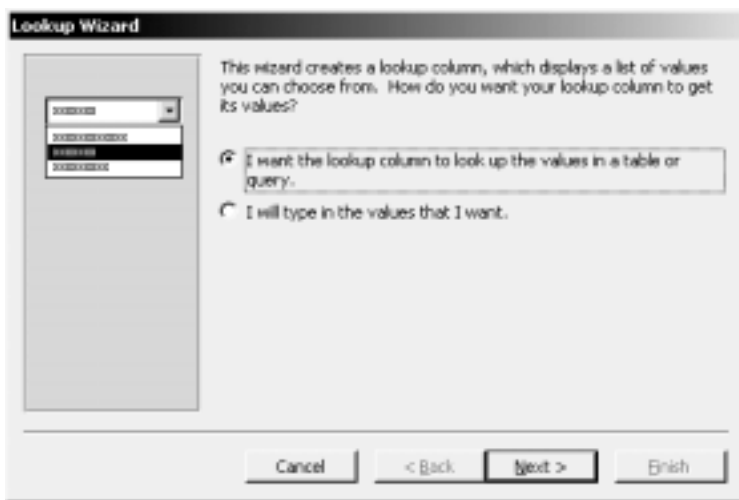 Lookup Wizard
This wizard creates a lookup column, which displays a list of values
you can choose from. How do you want your lookup column to get
its values?
I want the lookup column to look up the values in a table or
query.
I will type in the values that I want.
Cancel
< Back
Next >
Finish